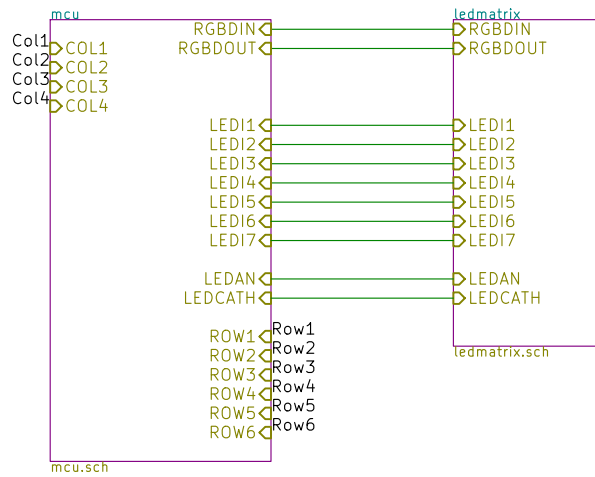 mcu
ledmatrix
RGBDIN
RGBDIN
Col1
COL1
RGBDOUT
RGBDOUT
Col2
COL2
Col3
COL3
Col4
COL4
LEDI1
LEDI1
LEDI2
LEDI2
LEDI3
LEDI3
LEDI4
LEDI4
LEDI5
LEDI5
LEDI6
LEDI6
LEDI7
LEDI7
LEDAN
LEDAN
LEDCATH
LEDCATH
ROW1
Row1
ROW2
Row2
ROW3
Row3
ROW4
Row4
ROW5
Row5
ROW6
Row6
ledmatrix.sch
mcu.sch